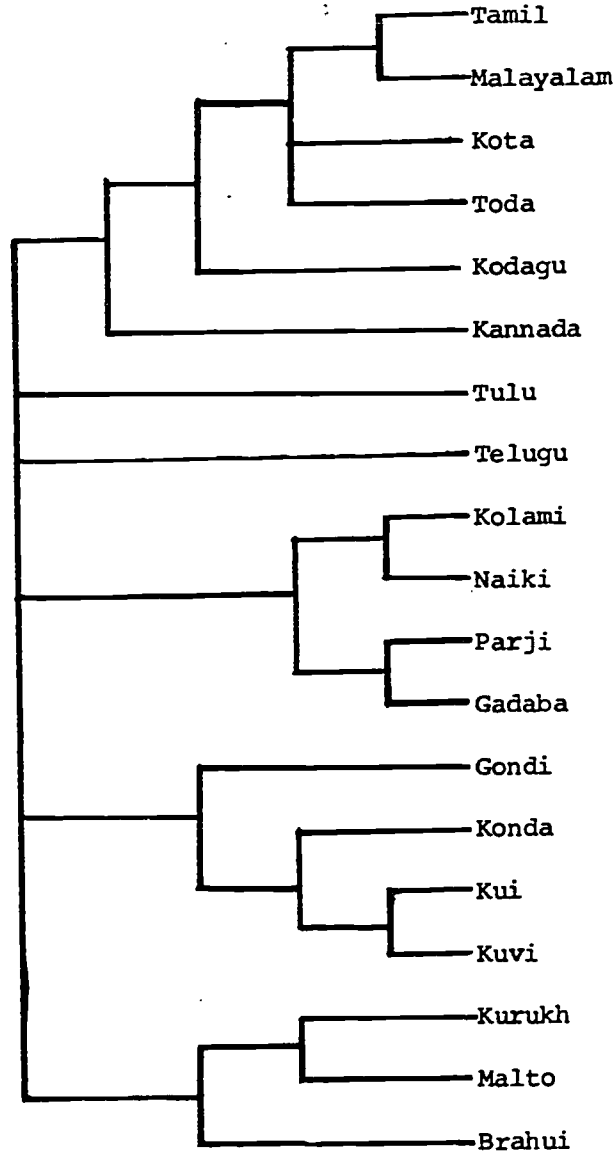 Tamil
Malayalam
Kota
Toda
Kodagu
Kannada
Tulu
Telugu
Kolami
Naiki
Parji
Gadaba
Gondi
Konda
Kui
Kuvi
Kurukh
Malto
Brahui